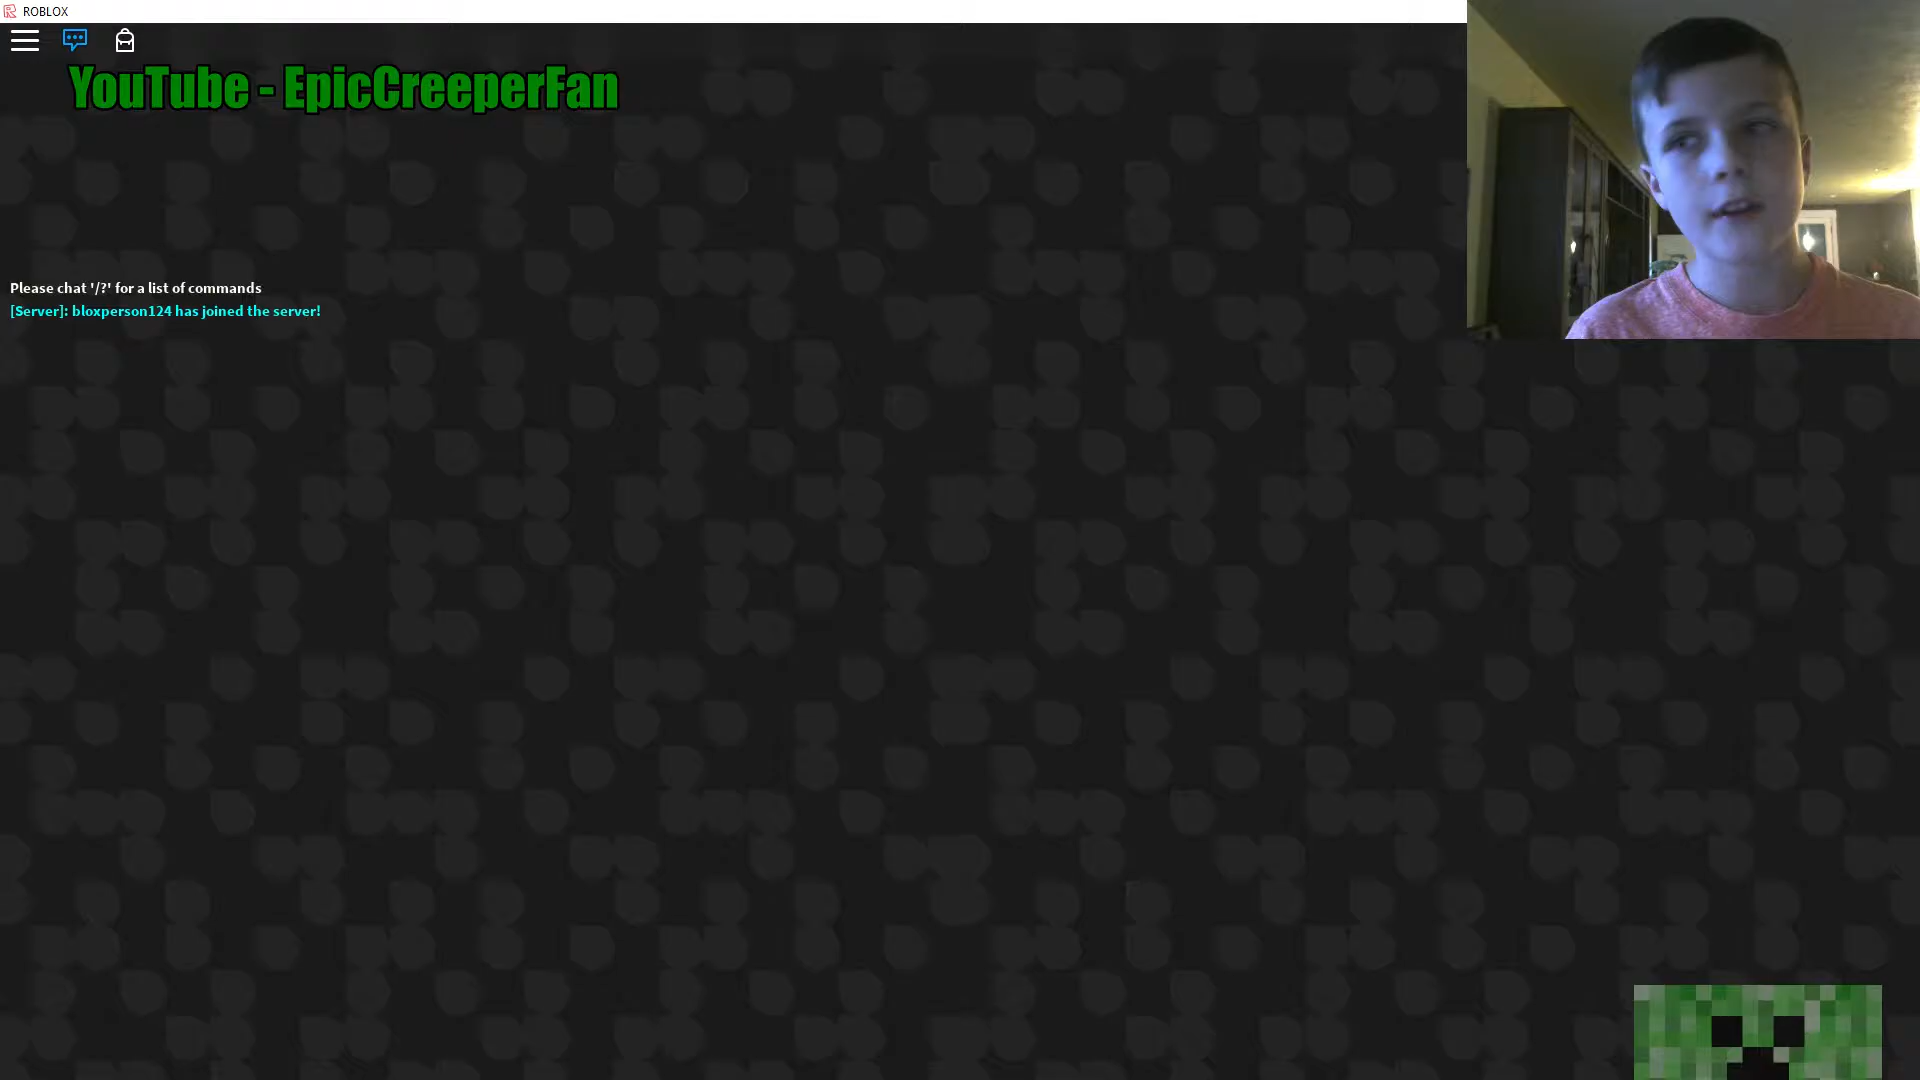 ROBLOX
YouTube - EpicCreeperFan
Please chat '/?' for a list of commands
[Server]: bloxperson124 has joined the server!